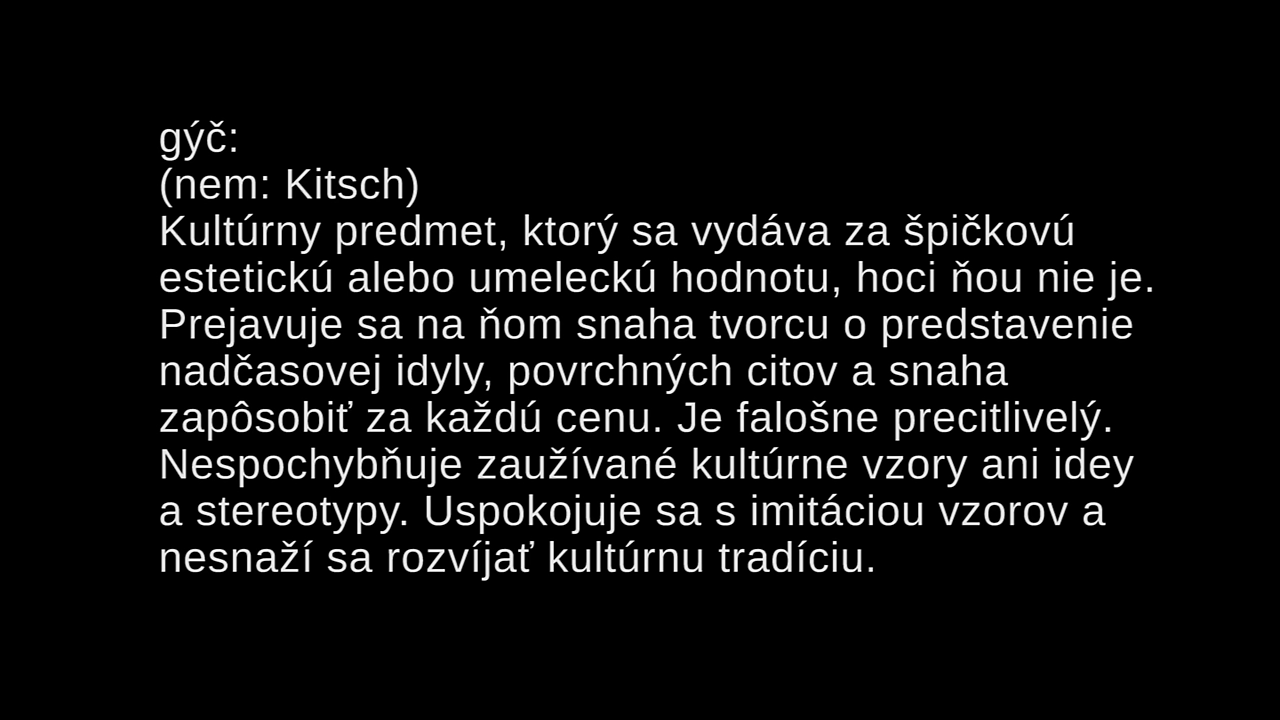 gýč:
(nem: Kitsch)
Kultúrny predmet, ktorý sa vydáva za špičkovú
estetickú alebo umeleckú hodnotu, hoci ňou nie je.
Prejavuje sa na ňom snaha tvorcu o predstavenie
nadčasovej idyly, povrchných citov a snaha
zapôsobiť za každú cenu. Je falošne precitlivelý.
Nespochybňuje zaužívané kultúrne vzory ani idey
a stereotypy. Uspokojuje sa s imitáciou vzorov a
nesnaží sa rozvíjať kultúrnu tradíciu.